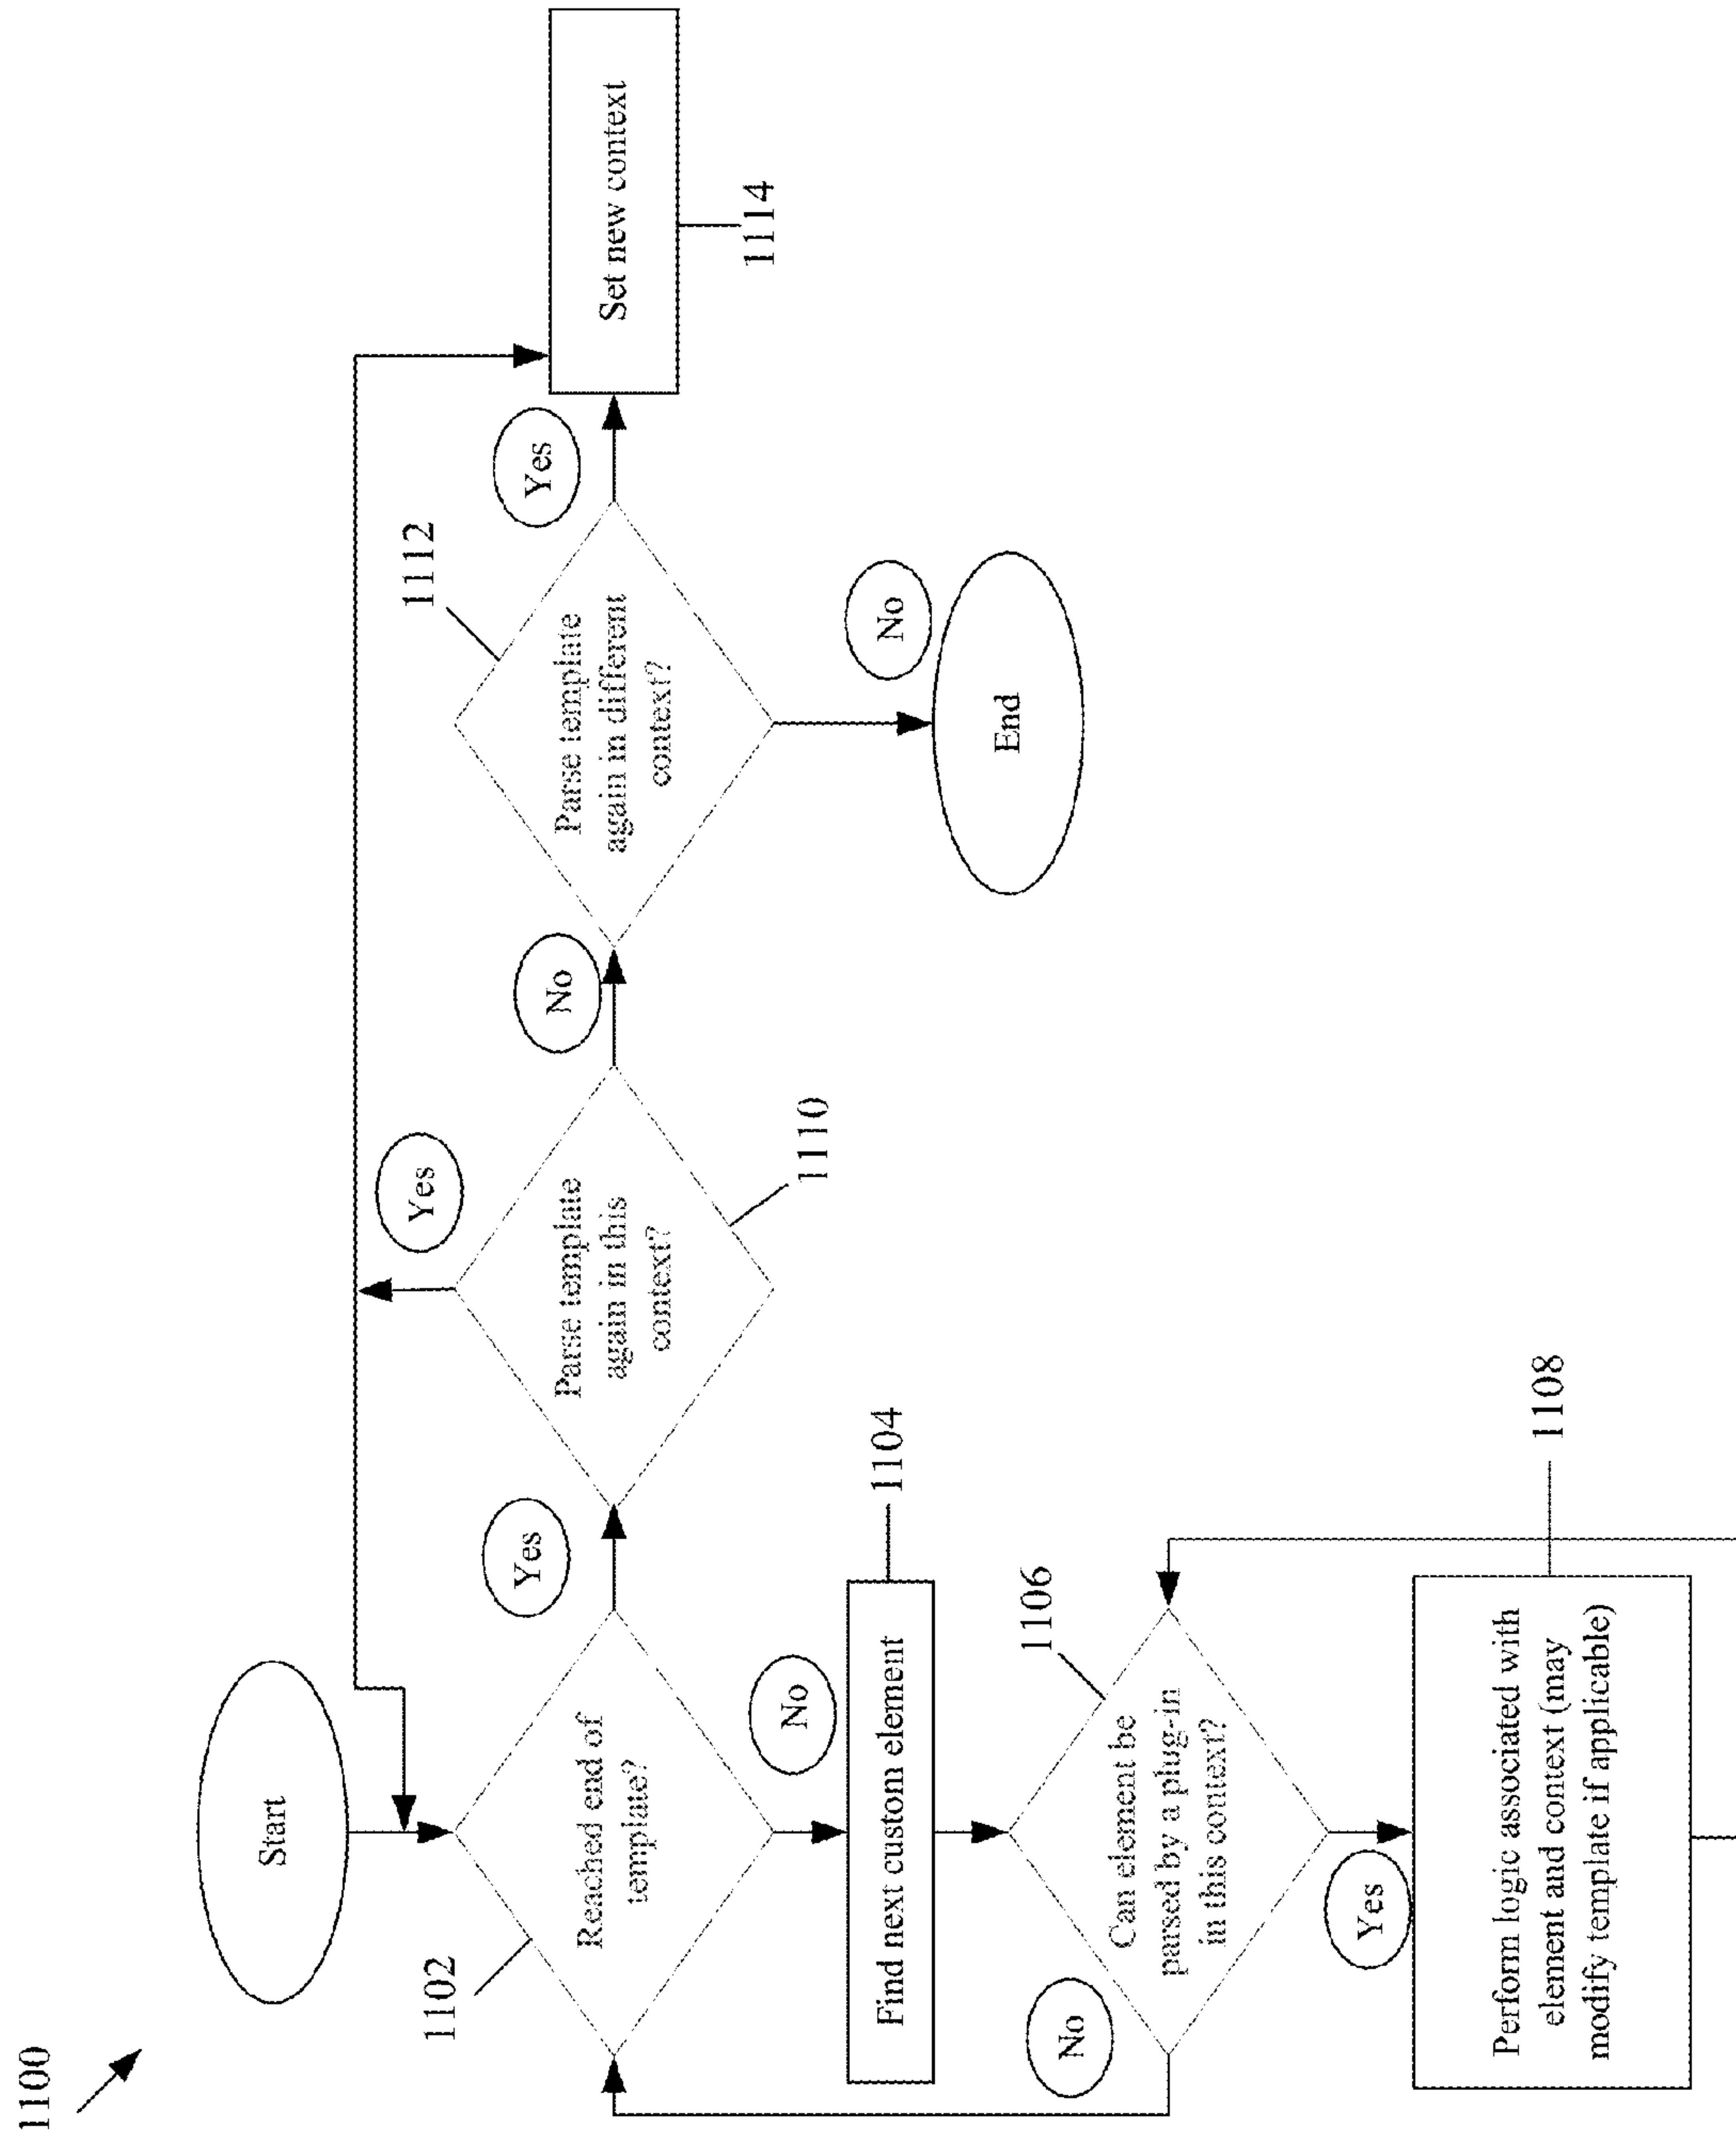 1100
Start
1102
Reached end of
template?
Yes
Parse template
again in this
context?
1110
Yes
No
Parse template
again in different
context?
1112
Yes
Set new context
1114
No
End
No
Find next custom element
1104
Can element be
parsed by a plug-in
in this context?
1106
No
Yes
Perform logic associated with
element and context (may
modify template if applicable)
1108